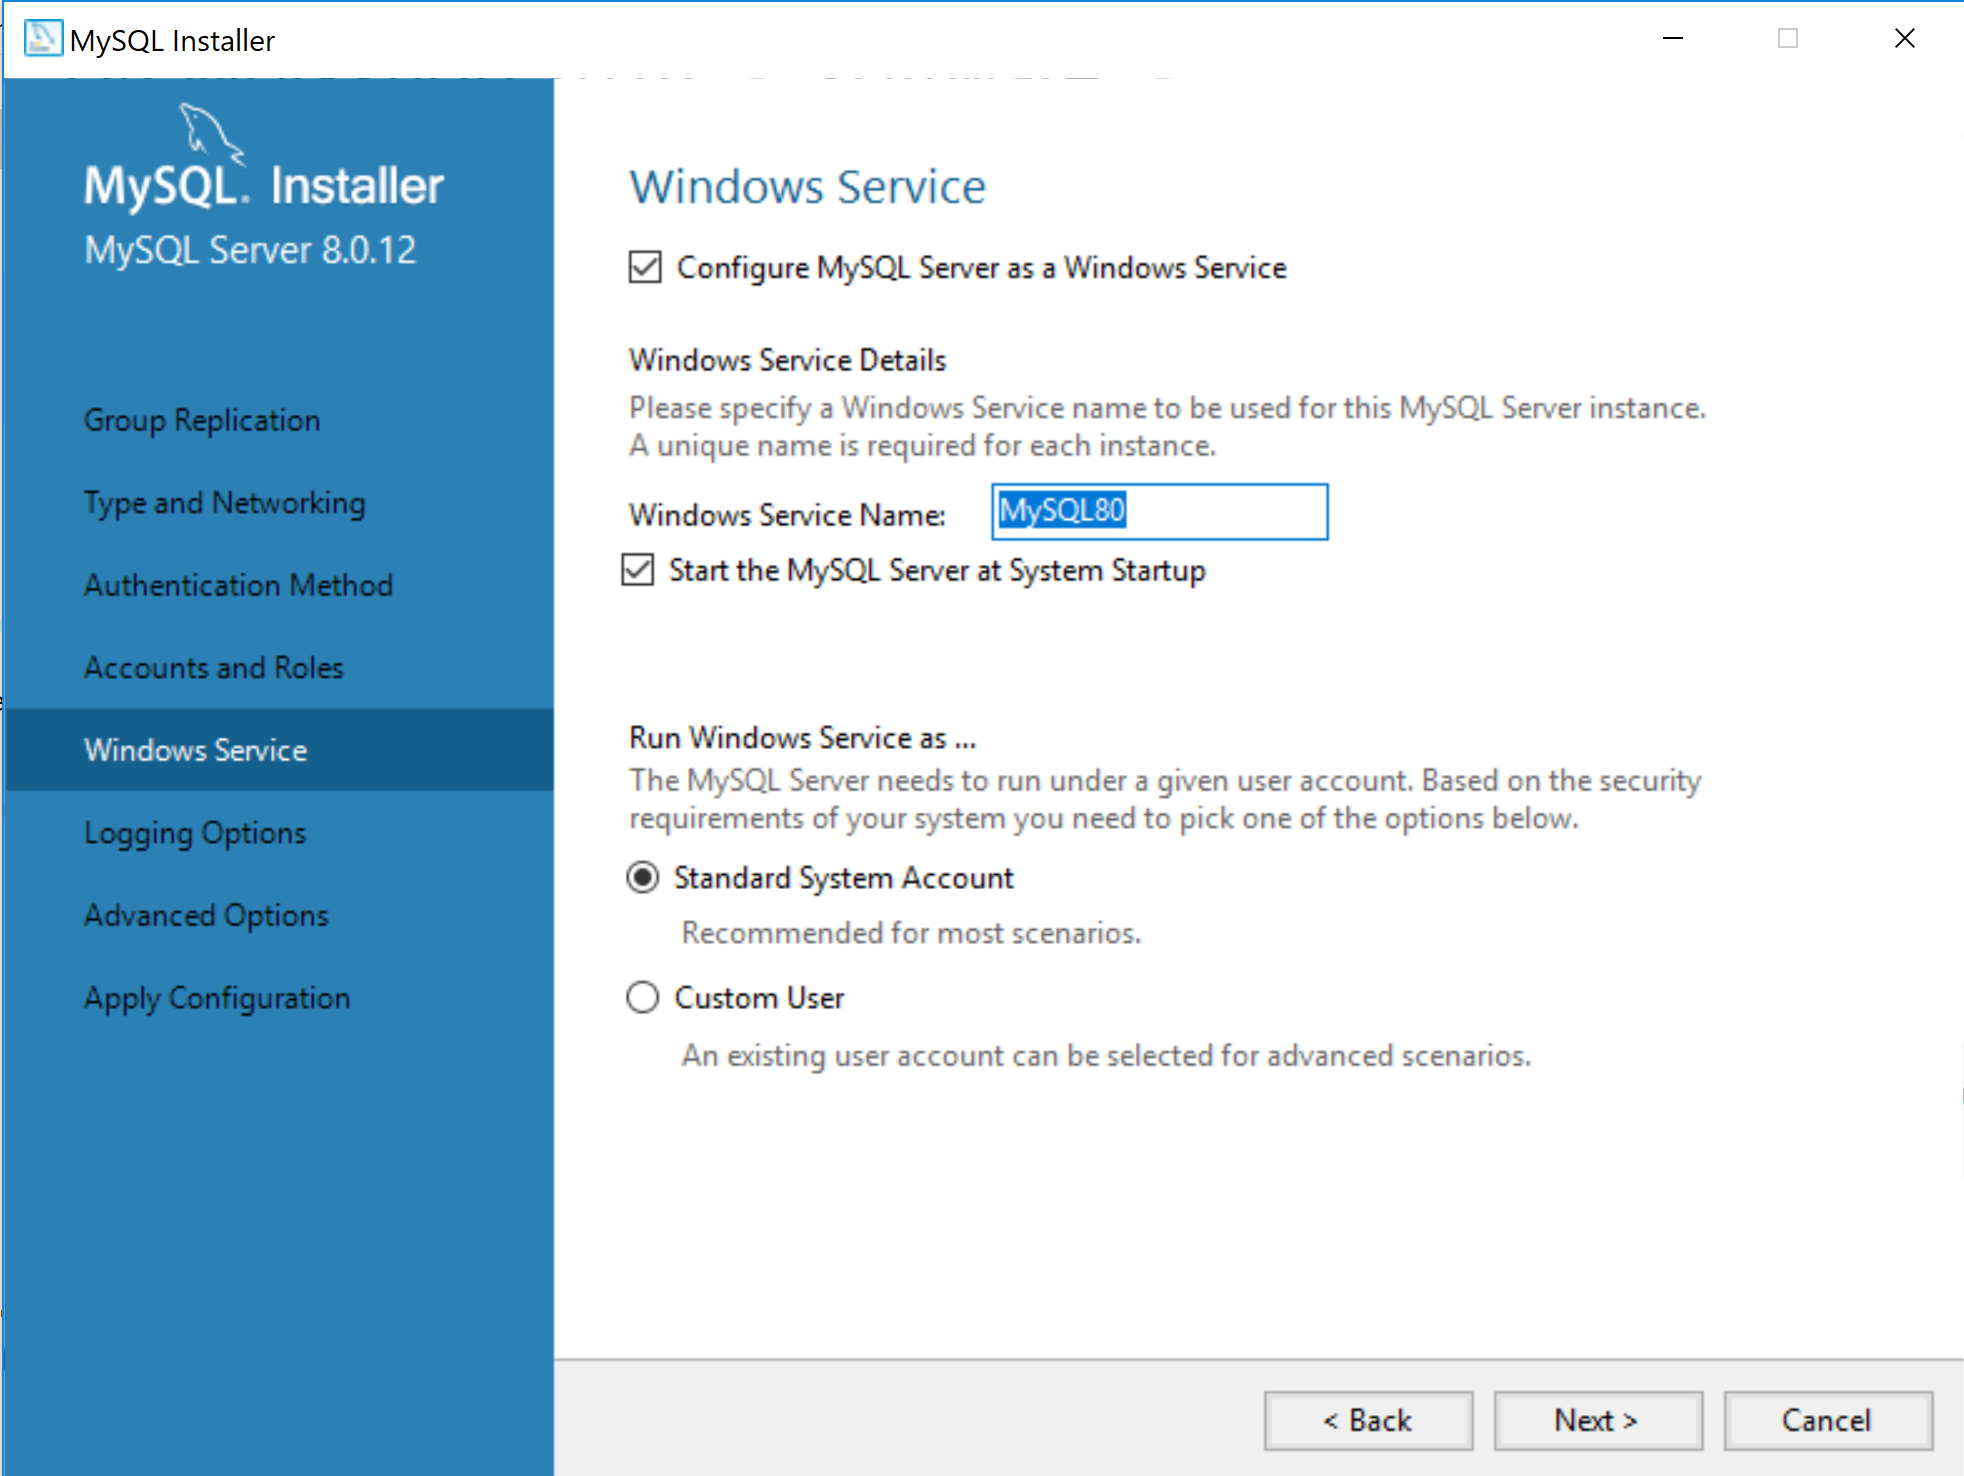 MySQL Installer
MySQL. Installer
MySQL Server 8.0.12
Group Replication
Type and Networking
Authentication Method
Accounts and Roles
Windows Service
Logging Options
Advanced Options
Apply Configuration
Windows Service
Configure MySQL Server as a Windows Service
Windows Service Details
Please specify a Windows Service name to be used for this MySQL Server instance.
A unique name is required for each instance.
Windows Service Name: MySQL80
Start the MySQL Server at System Startup
Run Windows Service as ...
The MySQL Server needs to run under a given user account. Based on the security
requirements of your system you need to pick one of the options below.
Standard System Account
Recommended for most scenarios.
Custom User
An existing user account can be selected for advanced scenarios.
< Back
Next >
Cancel